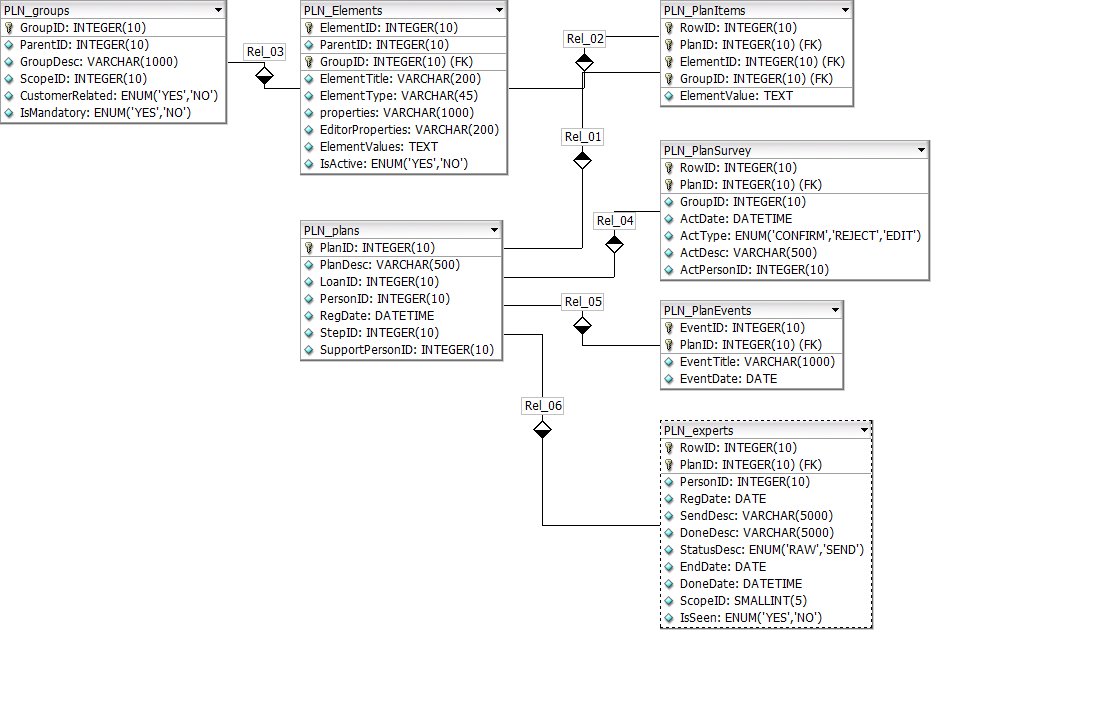 PLN_groups
GroupID: INTEGER(10)
ParentID: INTEGER(10)
GroupDesc: VARCHAR(1000)
ScopeID: INTEGER(10)
CustomerRelated: ENUM('YES','NO')
IsMandatory: ENUM('YES','NO')
Rel_03
PLN_Elements
ElementID: INTEGER(10)
ParentID: INTEGER(10)
GroupID: INTEGER(10) (FK)
ElementTitle: VARCHAR(200)
ElementType: VARCHAR(45)
properties: VARCHAR(1000)
EditorProperties: VARCHAR(200)
ElementValues: TEXT
IsActive: ENUM('YES','NO')
Rel_02
PLN_PlanItems
RowID: INTEGER(10)
PlanID: INTEGER(10) (FK)
ElementID: INTEGER(10) (FK)
GroupID: INTEGER(10) (FK)
ElementValue: TEXT
Rel_01
PLN_PlanSurvey
RowID: INTEGER(10)
PlanID: INTEGER(10) (FK)
GroupID: INTEGER(10)
ActDate: DATETIME
ActType: ENUM('CONFIRM','REJECT','EDIT')
ActDesc: VARCHAR(500)
ActPersonID: INTEGER(10)
Rel_04
PLN_plans
PlanID: INTEGER(10)
PlanDesc: VARCHAR(500)
LoanID: INTEGER(10)
PersonID: INTEGER(10)
RegDate: DATETIME
StepID: INTEGER(10)
SupportPersonID: INTEGER(10)
Rel_05
PLN_PlanEvents
EventID: INTEGER(10)
PlanID: INTEGER(10) (FK)
EventTitle: VARCHAR(1000)
EventDate: DATE
Rel_06
PLN_experts
RowID: INTEGER(10)
PlanID: INTEGER(10) (FK)
PersonID: INTEGER(10)
RegDate: DATE
SendDesc: VARCHAR(5000)
DoneDesc: VARCHAR(5000)
StatusDesc: ENUM('RAW','SEND')
EndDate: DATE
DoneDate: DATETIME
ScopeID: SMALLINT(5)
IsSeen: ENUM('YES','NO')